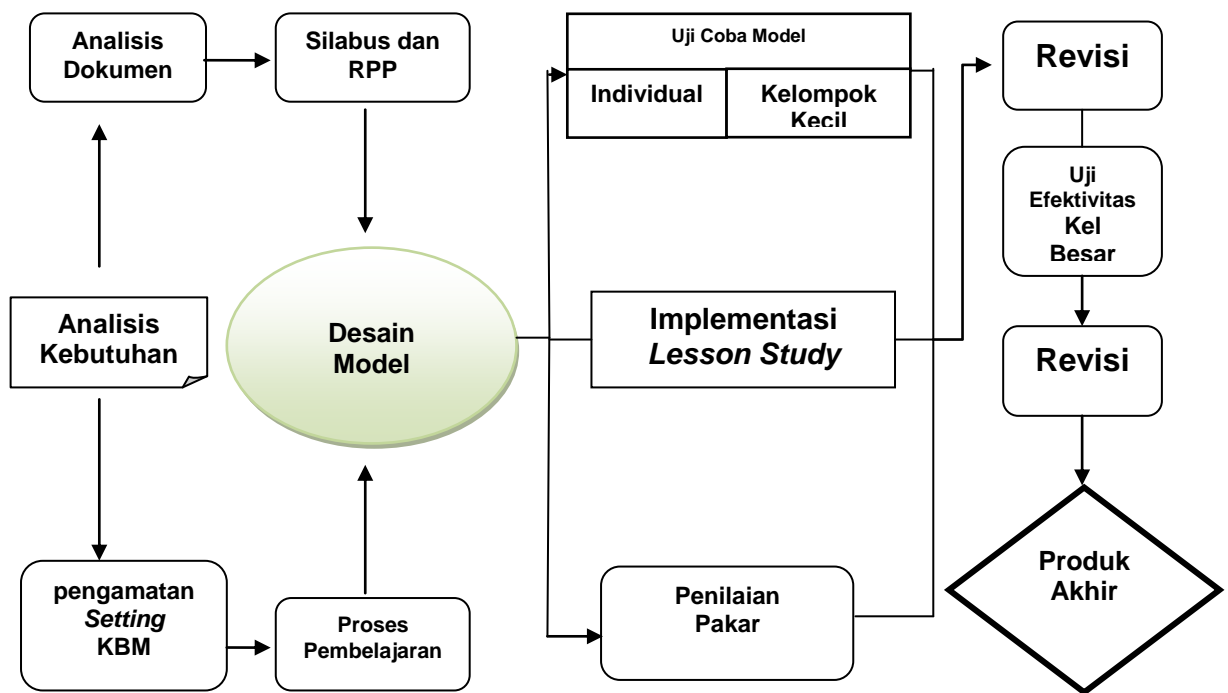 Analisis
Dokumen
Silabus dan
RPP
Uji Coba Model
Individual
Kelompok
Kecil
Revisi
Uji
Efektivitas
Kel
Besar
Analisis
Kebutuhan
Desain
Model
Implementasi
Lesson Study
Revisi
pengamatan
Setting
KBM
Proses
Pembelajaran
Penilaian
Pakar
Produk
Akhir